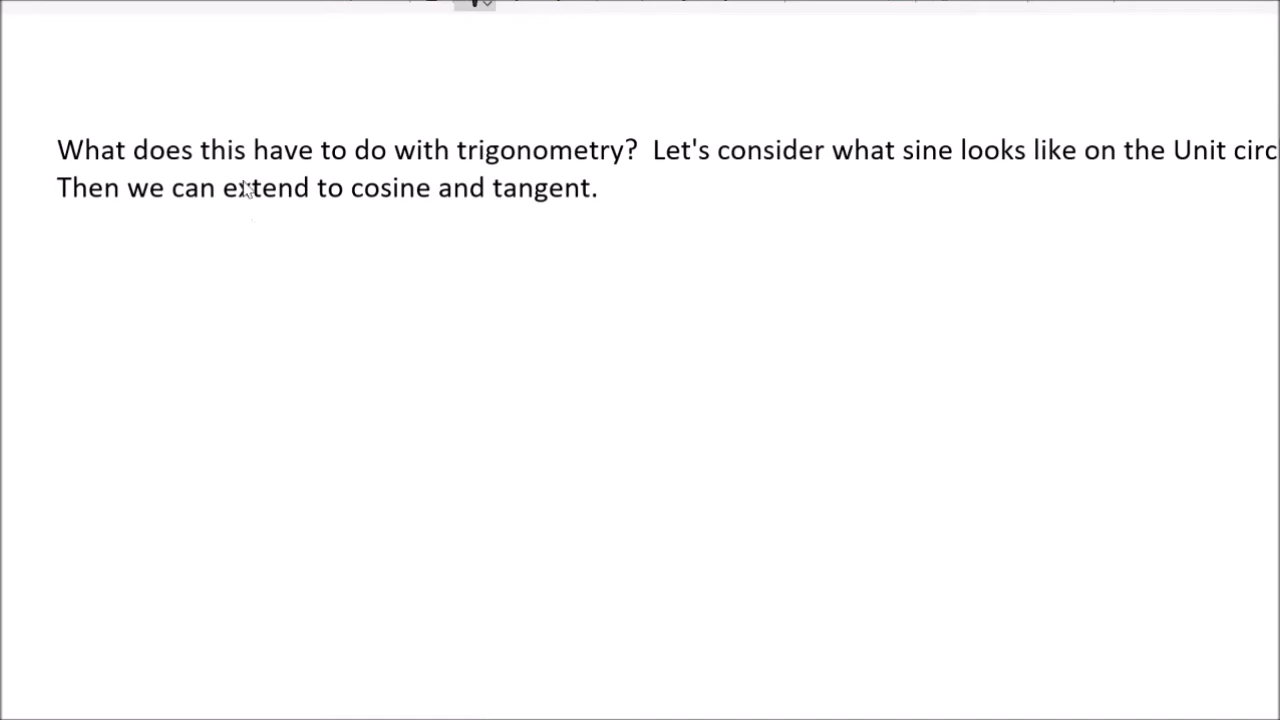 What does this have to do with trigonometry?  Let's consider what sine looks like on the Unit circ
Then we can extend to cosine and tangent.